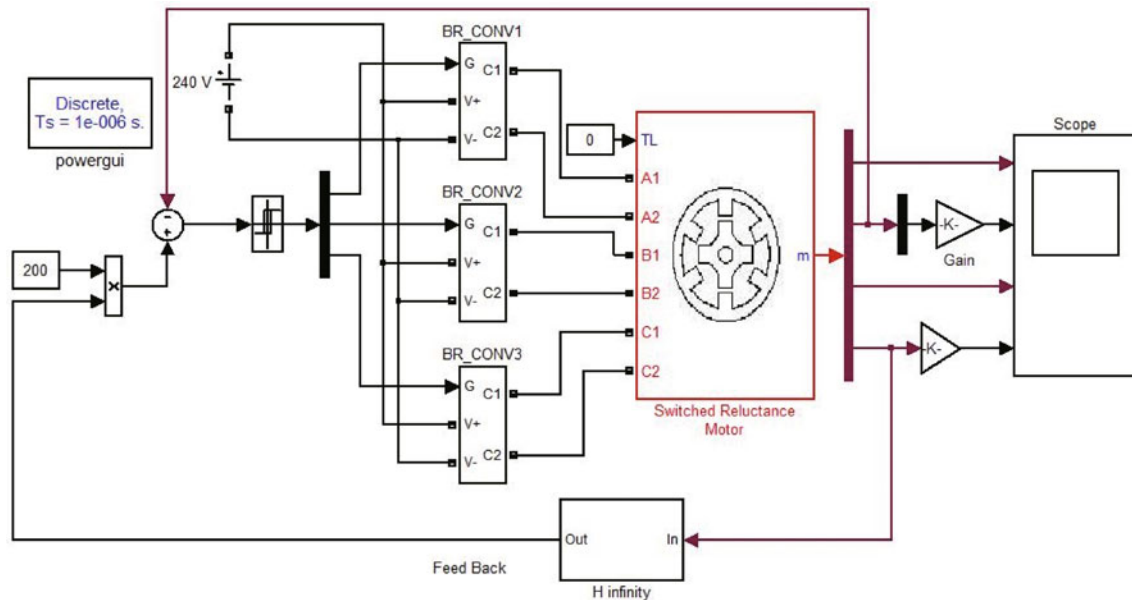 BR_CONV1
G
C1
V+
C2
V-
240 V
Discrete,
Ts = 1e-006 s.
powergui
Scope
0
TL
A1
A2
B1
B2
C1
C2
m
Switched Reluctance
Motor
BR_CONV2
G
C1
V+
C2
V-
-
+
200
x
-K-
Gain
-K-
BR_CONV3
G
C1
V+
C2
V-
Out
In
Feed Back
H infinity